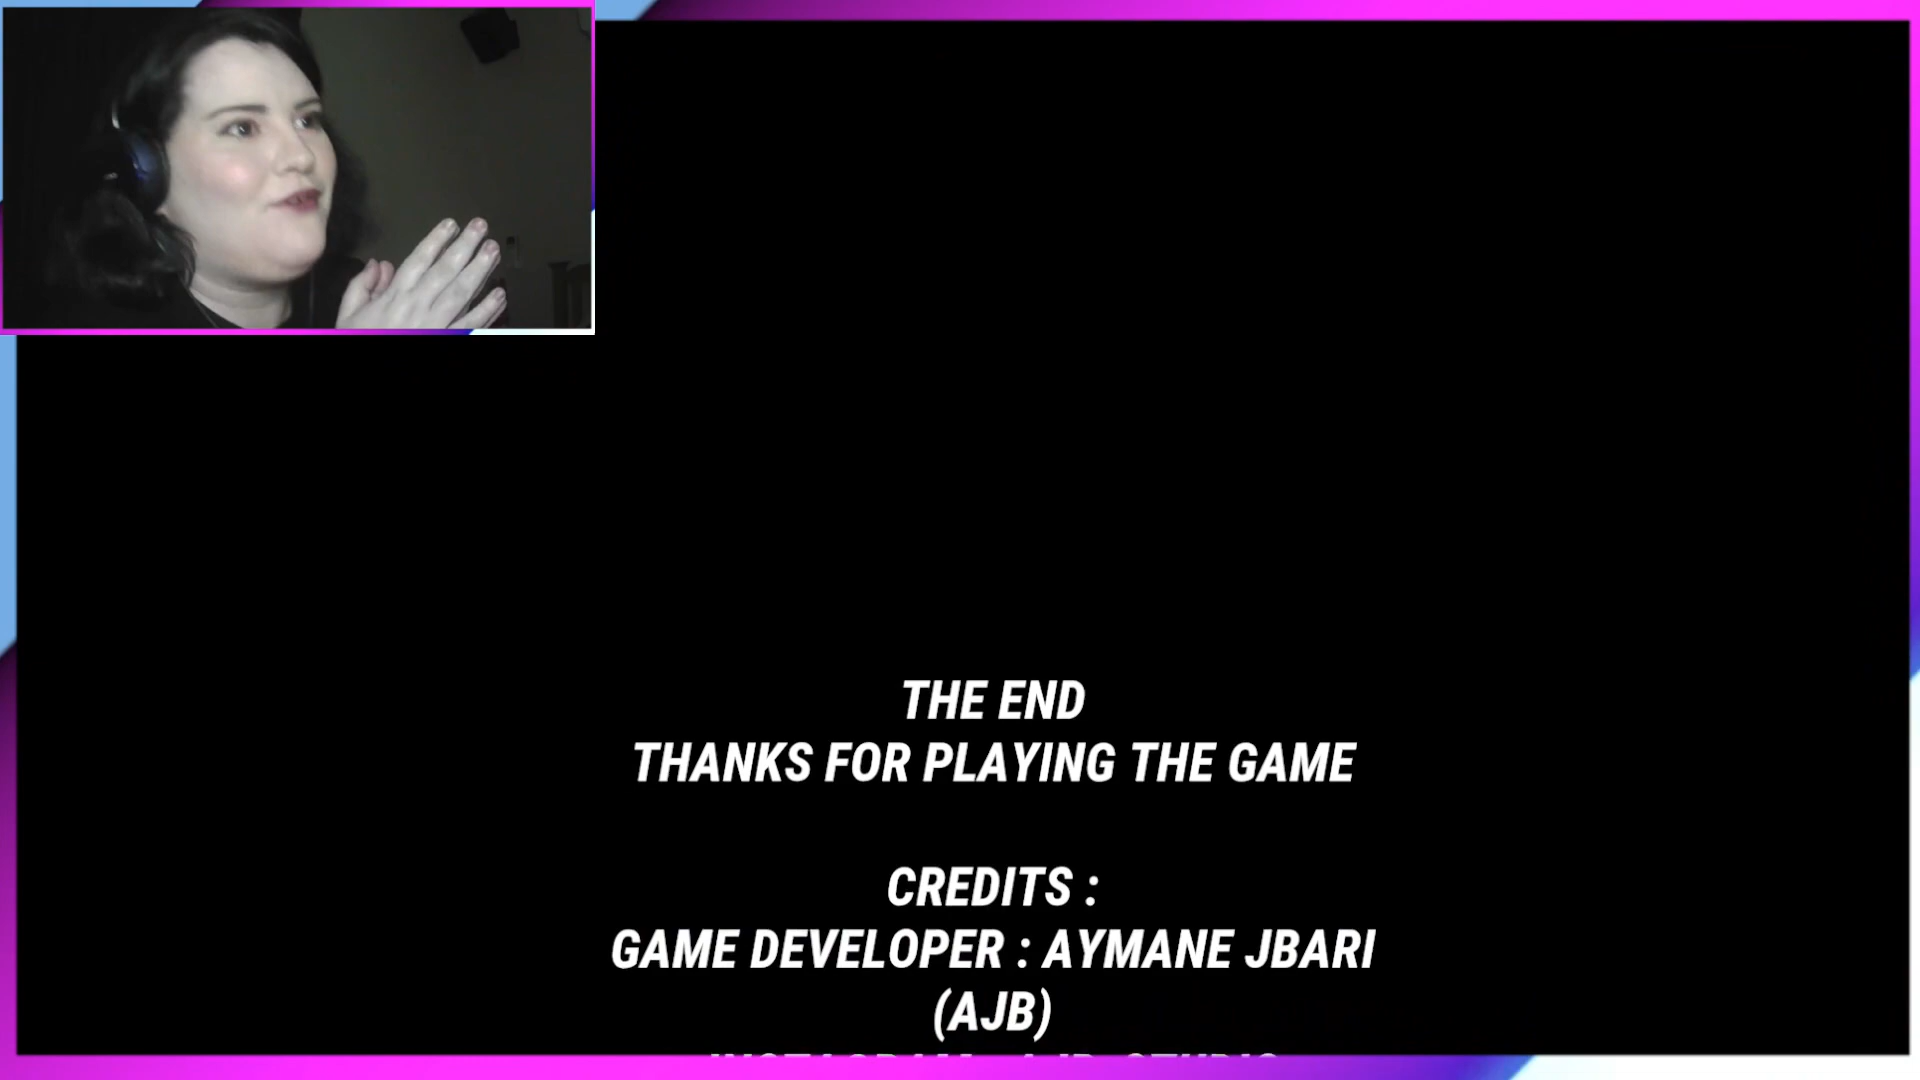 THE END
THANKS FOR PLAYING THE GAME
CREDITS :
GAME DEVELOPER : AYMANE JBARI
(AJB)